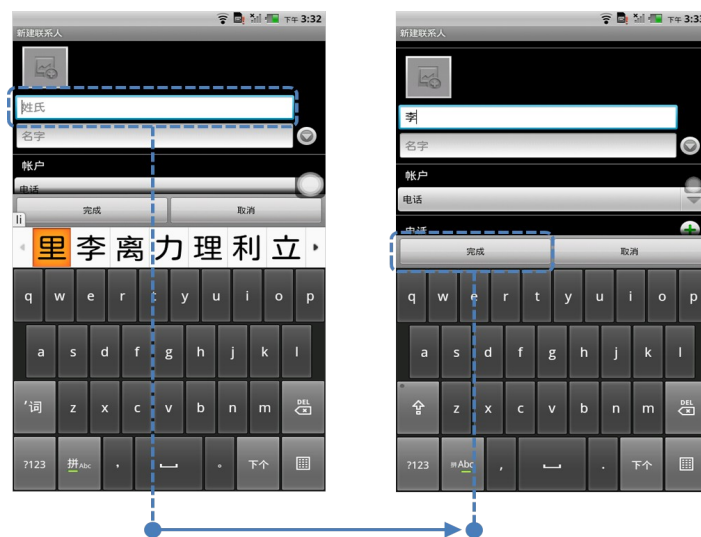 下午 3:32
新建联系人
姓氏
名字
帐户
电话
完成 取消
li
里 李 离 力 理 利 立
q w e r t y u i o p
a s d f g h j k l
'词 z x c v b n m DEL
?123 拼Abc , 。 下个
下午 3:33
新建联系人
李
名字
帐户
电话
电话
完成 取消
q w e r t y u i o p
a s d f g h j k l
z x c v b n m DEL
?123 拼Abc , . 下个